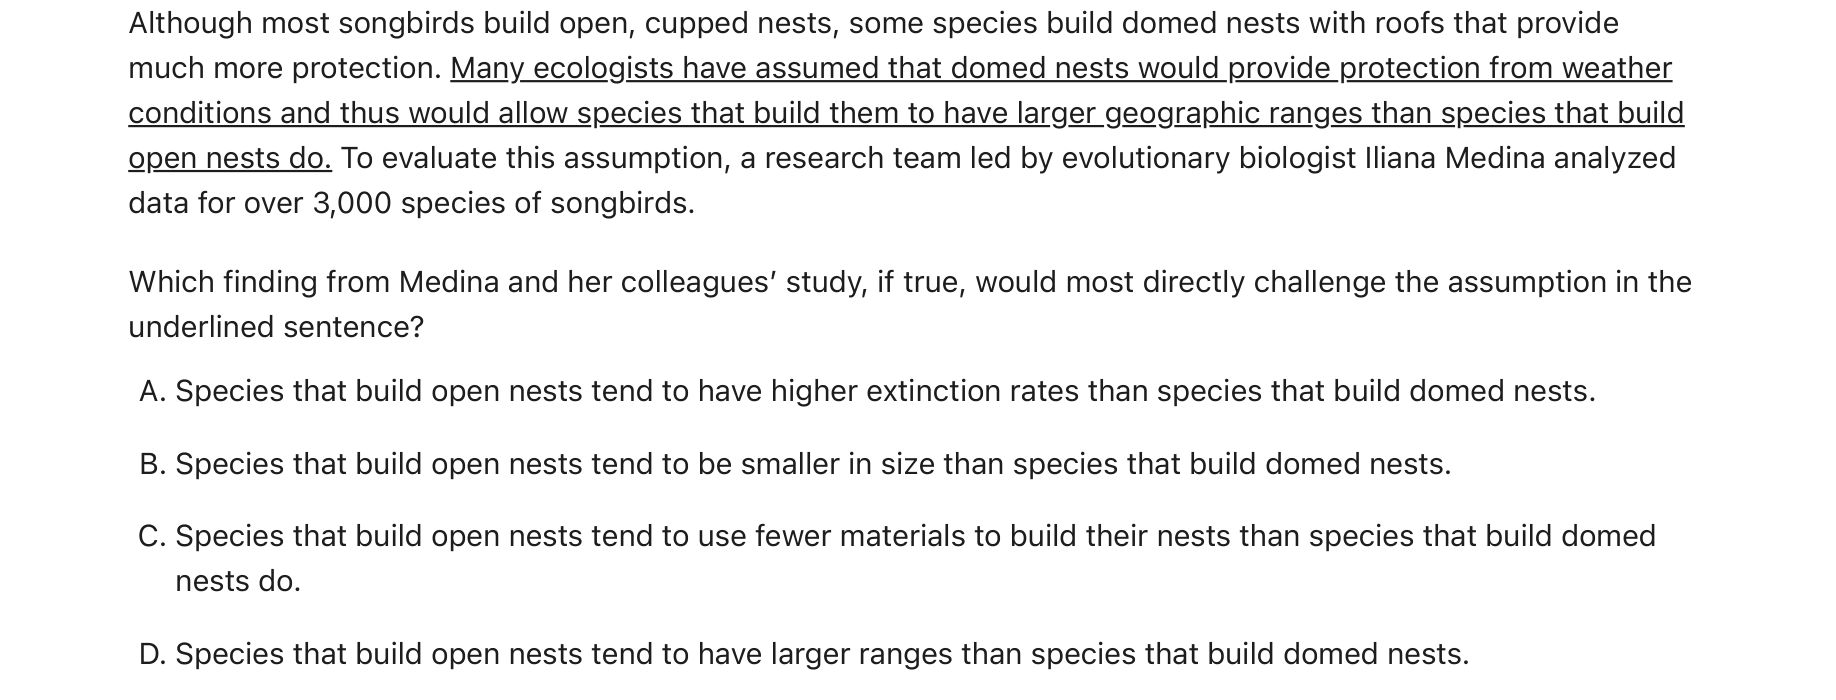 Although most songbirds build open, cupped nests, some species build domed nests with roofs that provide
much more protection. Many ecologists have assumed that domed nests would provide protection from weather
conditions and thus would allow species that build them to have larger geographic ranges than species that build
open nests do. To evaluate this assumption, a research team led by evolutionary biologist Iliana Medina analyzed
data for over 3,000 species of songbirds.
Which finding from Medina and her colleagues’ study, if true, would most directly challenge the assumption in the
underlined sentence?
A. Species that build open nests tend to have higher extinction rates than species that build domed nests.
B. Species that build open nests tend to be smaller in size than species that build domed nests.
C. Species that build open nests tend to use fewer materials to build their nests than species that build domed
nests do.
D. Species that build open nests tend to have larger ranges than species that build domed nests.